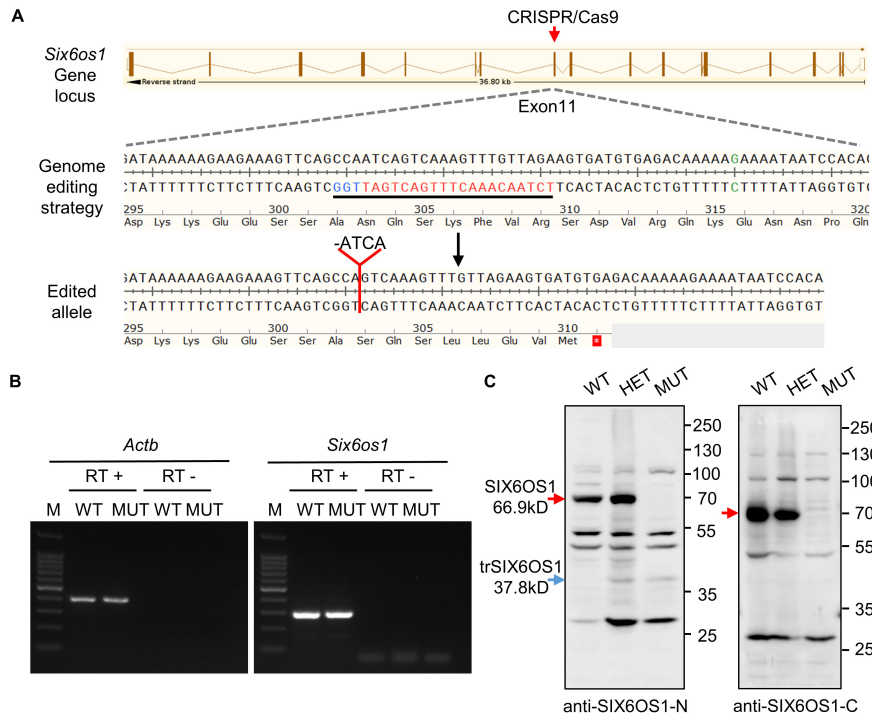 A
CRISPR/Cas9
Six6os1
Gene
locus
Reverse strand
36.80 kb
Exon11
Genome
editing
strategy
GATAAAAAAGAAGAAAGTTCAGCCAATCAGTCAAAGTTTGTTAGAAGTGATGTGAGACAAAAAGAAAATAATCCACAG
CTATTTTTTCTTCTTTCAAGTCGGTTAGTCAGTTTCAAACAATCTTCACTACACTCTGTTTTTCTTTTATTAGGTGTC
295 300 305 310 315 320
Asp Lys Lys Glu Glu Ser Ser Ala Asn Gln Ser Lys Phe Val Arg Ser Asp Val Arg Gln Lys Glu Asn Asn Pro Gln
-ATCA
Edited
allele
GATAAAAAAGAAGAAAGTTCAGCCAGTCAAAGTTTGTTAGAAGTGATGTGAGACAAAAAGAAAATAATCCACA
CTATTTTTTCTTCTTTCAAGTCGGTCAGTTTCAAACAATCTTCACTACACTCTGTTTTTCTTTTATTAGGTGT
295 300 305 310
Asp Lys Lys Glu Glu Ser Ser Ala Ser Gln Ser Leu Leu Glu Val Met *
B
Actb Six6os1
RT + RT - RT + RT -
M WT MUT WT MUT M WT MUT WT MUT
C
WT HET MUT WT HET MUT
SIX6OS1
66.9kD
trSIX6OS1
37.8kD
250
130
100
70
55
35
25
250
130
100
70
55
35
25
anti-SIX6OS1-N anti-SIX6OS1-C